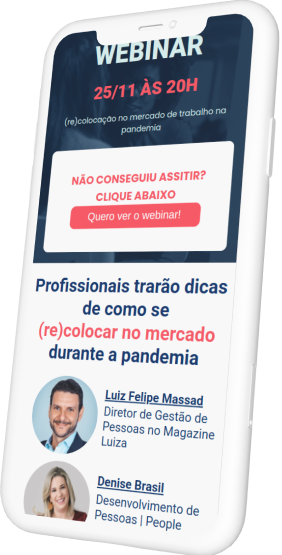 WEBINAR
25/11 ÀS 20H
(re)colocação no mercado de trabalho na
pandemia
NÃO CONSEGUIU ASSITIR?
CLIQUE ABAIXO
Quero ver o webinar!
Profissionais trarão dicas
de como se
(re)colocar no mercado
durante a pandemia
Luiz Felipe Massad
Diretor de Gestão de
Pessoas no Magazine
Luiza
Denise Brasil
Desenvolvimento de
Pessoas | People